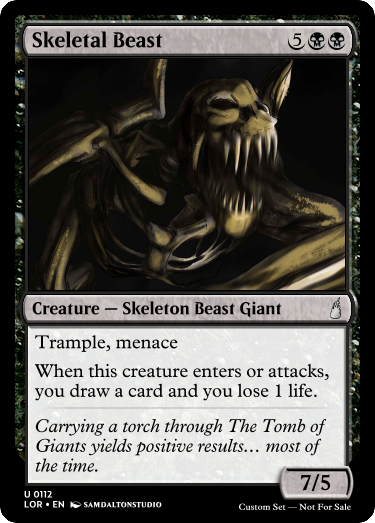 Skeletal Beast 5
Creature — Skeleton Beast Giant
Trample, menace
When this creature enters or attacks,
you draw a card and you lose 1 life.
Carrying a torch through The Tomb of
Giants yields positive results… most of
the time.
7/5
U 0112
LOR • EN SAMDALTONSTUDIO
Custom Set — Not For Sale